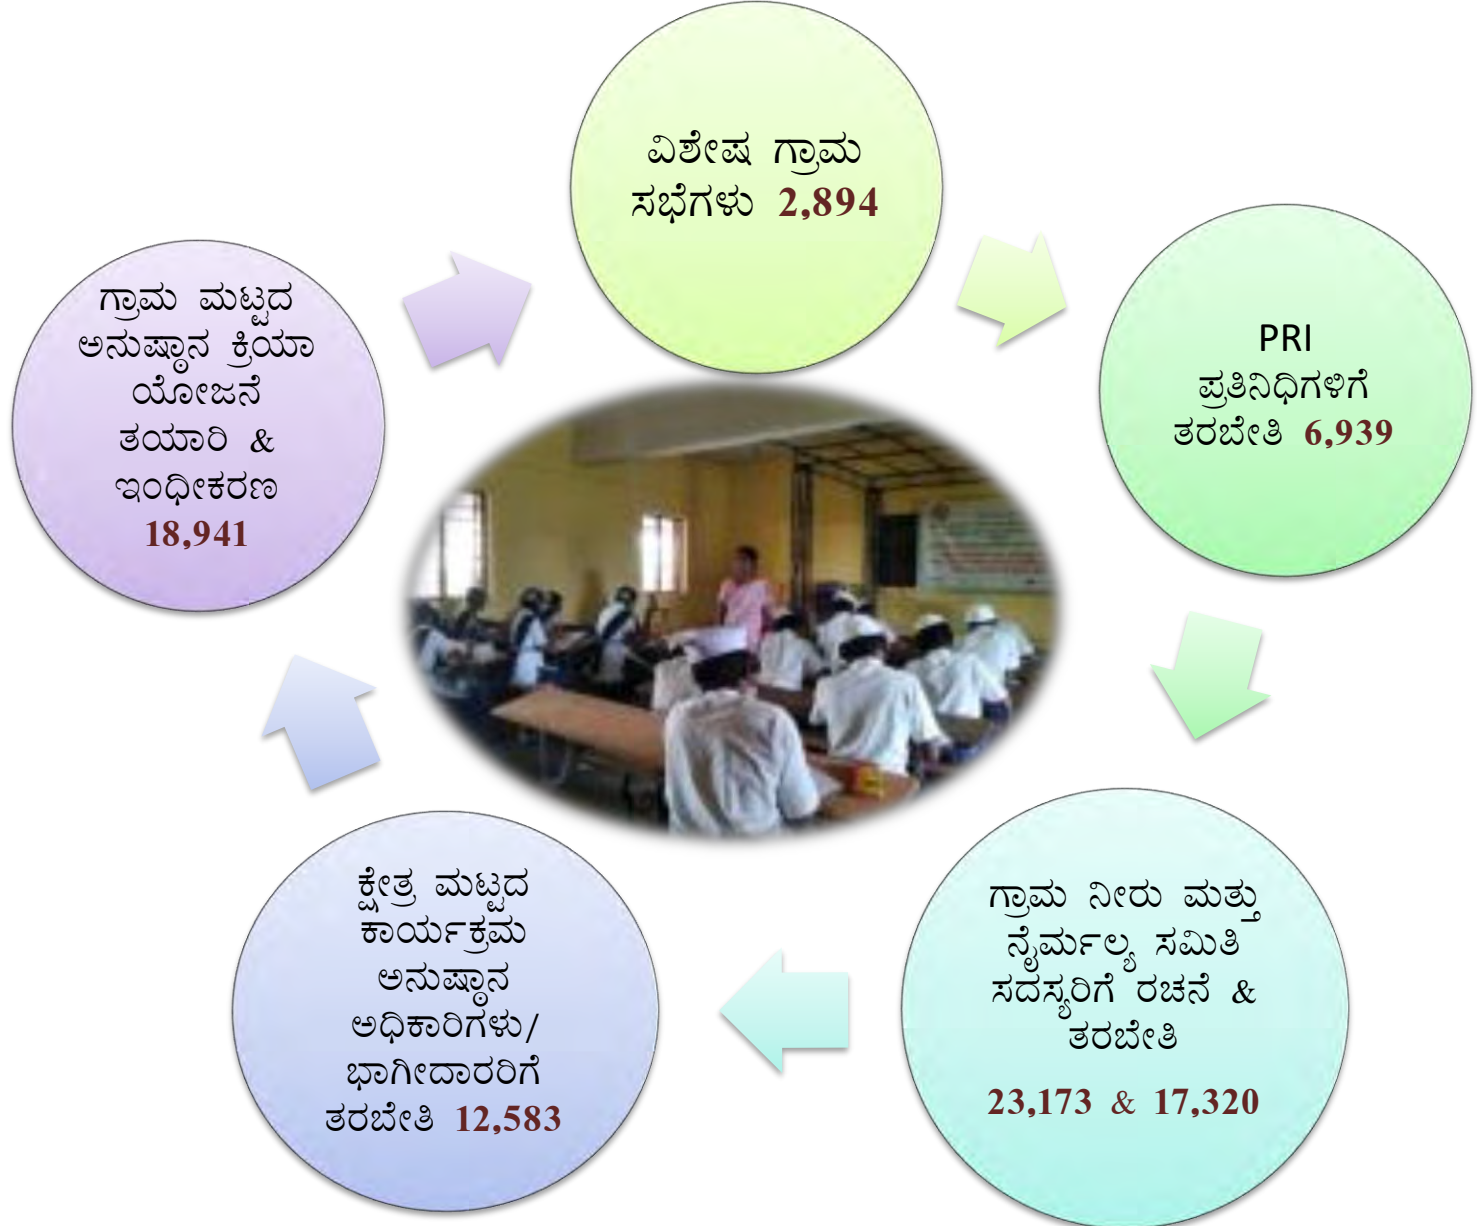 ವಿಶೇಷ ಗ್ರಾಮ
ಸಭೆಗಳು 2,894
PRI
ಪ್ರತಿನಿಧಿಗಳಿಗೆ
ತರಬೇತಿ 6,939
ಗ್ರಾಮ ನೀರು ಮತ್ತು
ನೈರ್ಮಲ್ಯ ಸಮಿತಿ
ಸದಸ್ಯರಿಗೆ ರಚನೆ &
ತರಬೇತಿ
23,173 & 17,320
ಕ್ಷೇತ್ರ ಮಟ್ಟದ
ಕಾರ್ಯಕ್ರಮ
ಅನುಷ್ಠಾನ
ಅಧಿಕಾರಿಗಳು/
ಭಾಗೀದಾರರಿಗೆ
ತರಬೇತಿ 12,583
ಗ್ರಾಮ ಮಟ್ಟದ
ಅನುಷ್ಠಾನ ಕ್ರಿಯಾ
ಯೋಜನೆ
ತಯಾರಿ &
ಇಂಧೀಕರಣ
18,941